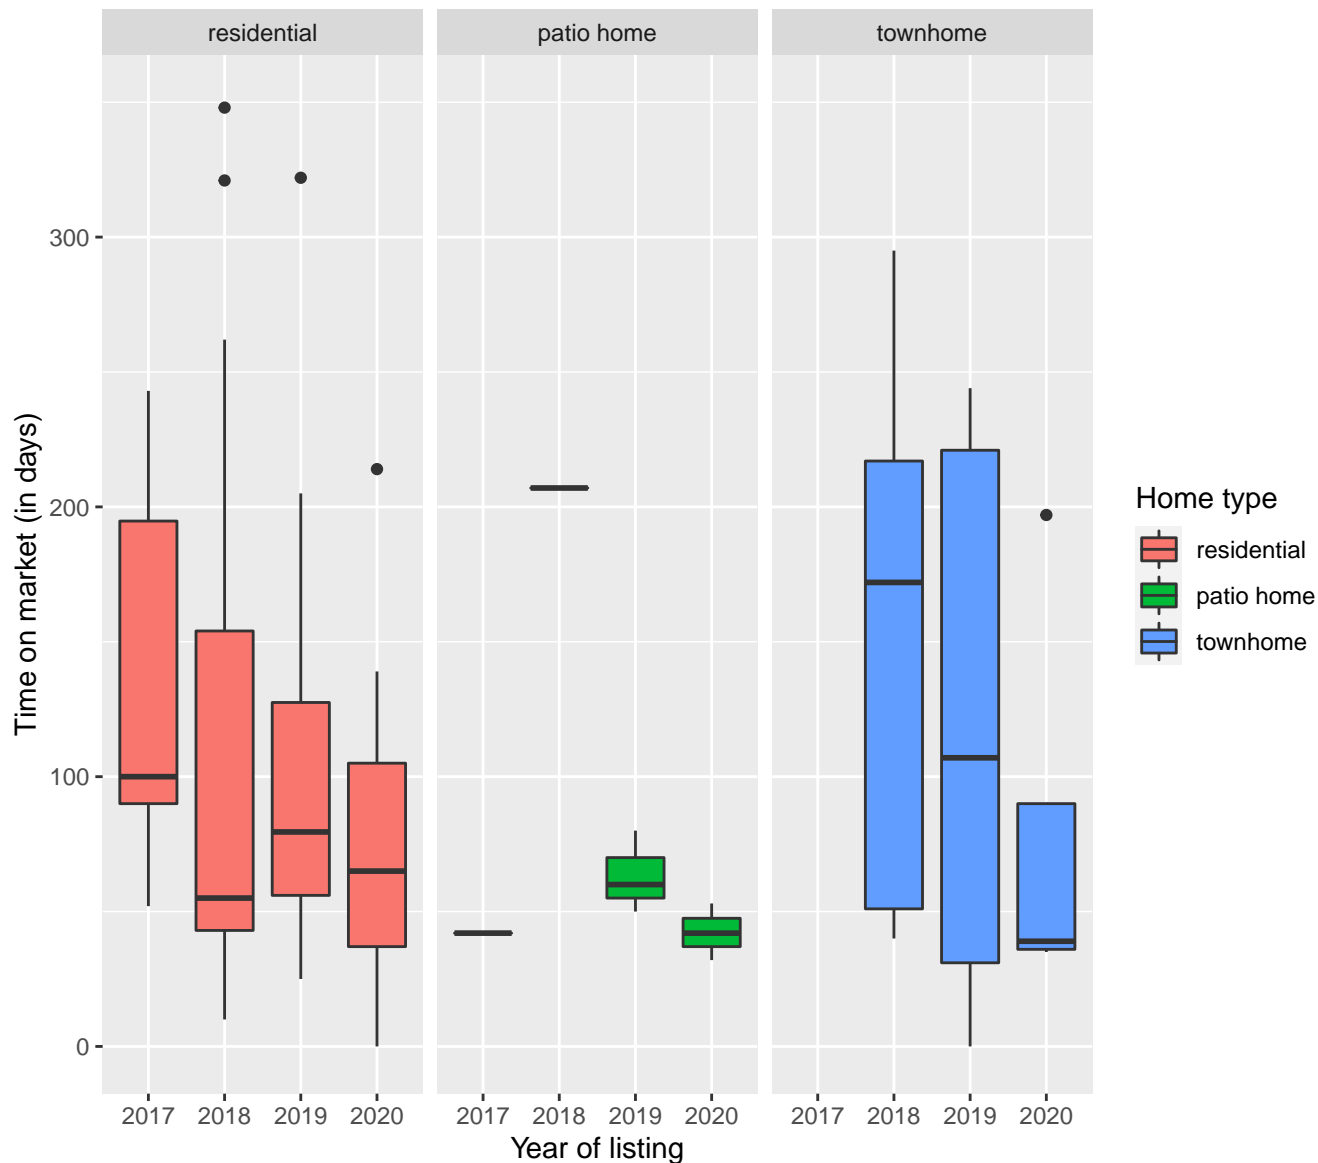 residential patio home townhome
Time on market (in days)
300
200
100
0
2017 2018 2019 2020 2017 2018 2019 2020 2017 2018 2019 2020
Year of listing
Home type
residential
patio home
townhome